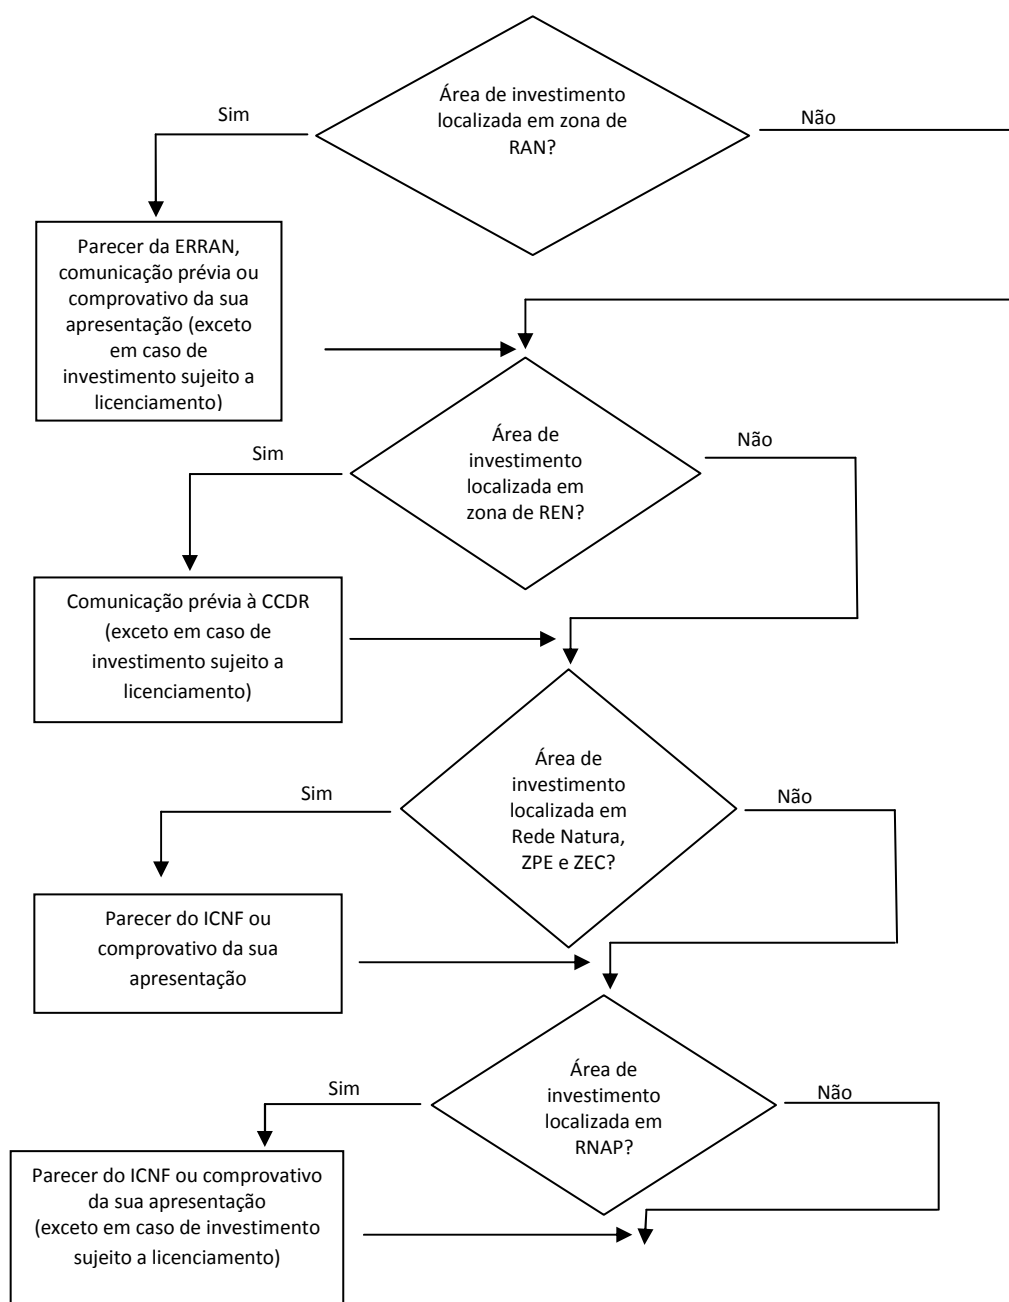 Área de investimento
localizada em zona de
RAN?
Sim
Não
Parecer da ERRAN,
comunicação prévia ou
comprovativo da sua
apresentação (exceto
em caso de
investimento sujeito a
licenciamento)
Área de
investimento
localizada em
zona de REN?
Sim
Não
Comunicação prévia à CCDR
(exceto em caso de
investimento sujeito a
licenciamento)
Área de
investimento
localizada em
Rede Natura,
ZPE e ZEC?
Sim
Não
Parecer do ICNF ou
comprovativo da sua
apresentação
Área de
investimento
localizada em
RNAP?
Sim
Não
Parecer do ICNF ou comprovativo
da sua apresentação
(exceto em caso de investimento
sujeito a licenciamento)